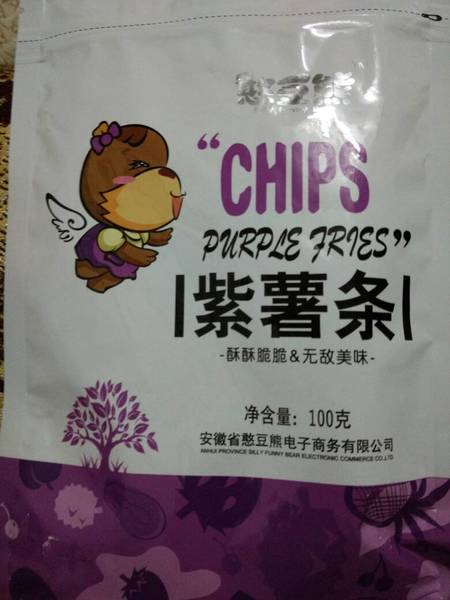 “CHIPS
PURPLE FRIES”
紫薯条
-酥酥脆脆&无敌美味-
净含量：100克
安徽省憨豆熊电子商务有限公司
ANHUI PROVINCE SILLY FUNNY BEAR ELECTRONIC COMMERCE CO.,LTD.